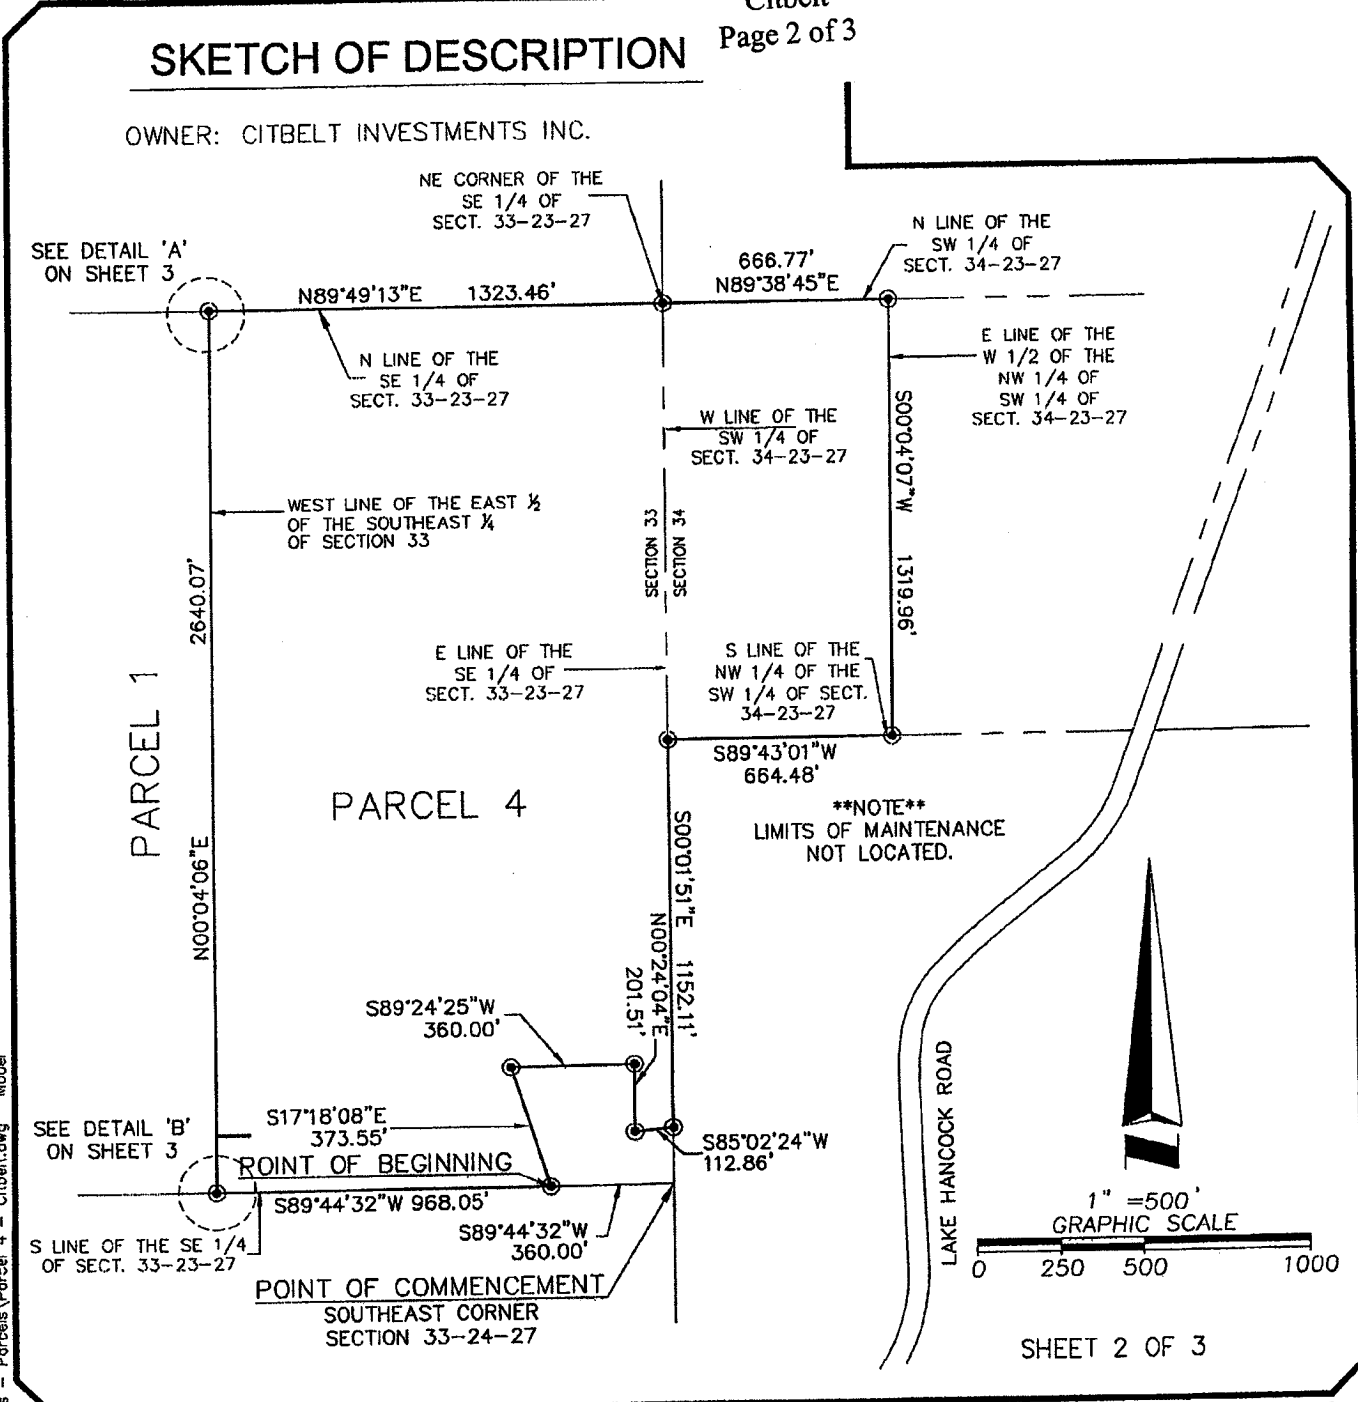 Citbelt
Page 2 of 3
SKETCH OF DESCRIPTION
OWNER: CITBELT INVESTMENTS INC.
NE CORNER OF THE
SE 1/4 OF
SECT. 33-23-27
N LINE OF THE
SW 1/4 OF
SECT. 34-23-27
SEE DETAIL 'A'
ON SHEET 3
666.77'
N89°38'45"E
N89°49'13"E 1323.46'
N LINE OF THE
SE 1/4 OF
SECT. 33-23-27
E LINE OF THE
W 1/2 OF THE
NW 1/4 OF
SW 1/4 OF
SECT. 34-23-27
W LINE OF THE
SW 1/4 OF
SECT. 34-23-27
S00°04'07"W 1319.96'
WEST LINE OF THE EAST ½
OF THE SOUTHEAST ¼
OF SECTION 33
SECTION 33
SECTION 34
2640.07'
N00°04'06"E
E LINE OF THE
SE 1/4 OF
SECT. 33-23-27
S LINE OF THE
NW 1/4 OF THE
SW 1/4 OF SECT.
34-23-27
PARCEL 1
S89°43'01"W
664.48'
PARCEL 4
**NOTE**
LIMITS OF MAINTENANCE
NOT LOCATED.
S00°01'51"E 1152.11'
N00°24'04"E
201.51'
S89°24'25"W
360.00'
S17°18'08"E
373.55'
SEE DETAIL 'B'
ON SHEET 3
S85°02'24"W
112.86'
POINT OF BEGINNING
S89°44'32"W 968.05'
S89°44'32"W
360.00'
S LINE OF THE SE 1/4
OF SECT. 33-23-27
POINT OF COMMENCEMENT
SOUTHEAST CORNER
SECTION 33-24-27
LAKE HANCOCK ROAD
1" =500'
GRAPHIC SCALE
0 250 500 1000
SHEET 2 OF 3
Parcels\Parcel 4 - Citbelt.dwg Model